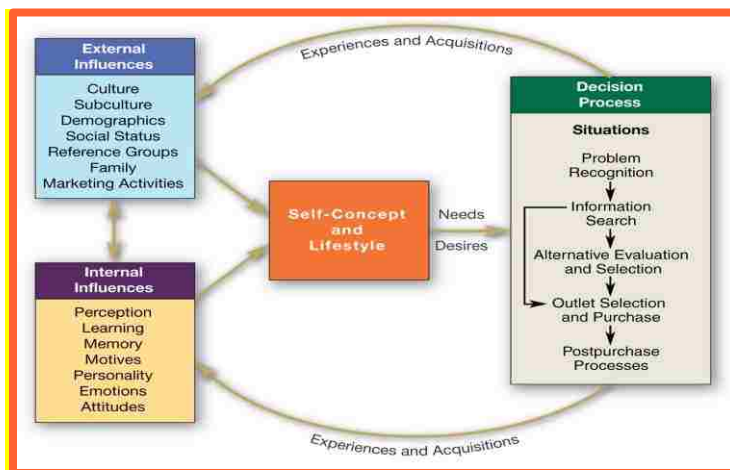 External
Influences
Culture
Subculture
Demographics
Social Status
Reference Groups
Family
Marketing Activities
Experiences and Acquisitions
Decision
Process
Situations
Problem
Recognition
Information
Search
Alternative Evaluation
and Selection
Outlet Selection
and Purchase
Postpurchase
Processes
Self-Concept
and
Lifestyle
Needs
Desires
Internal
Influences
Perception
Learning
Memory
Motives
Personality
Emotions
Attitudes
Experiences and Acquisitions